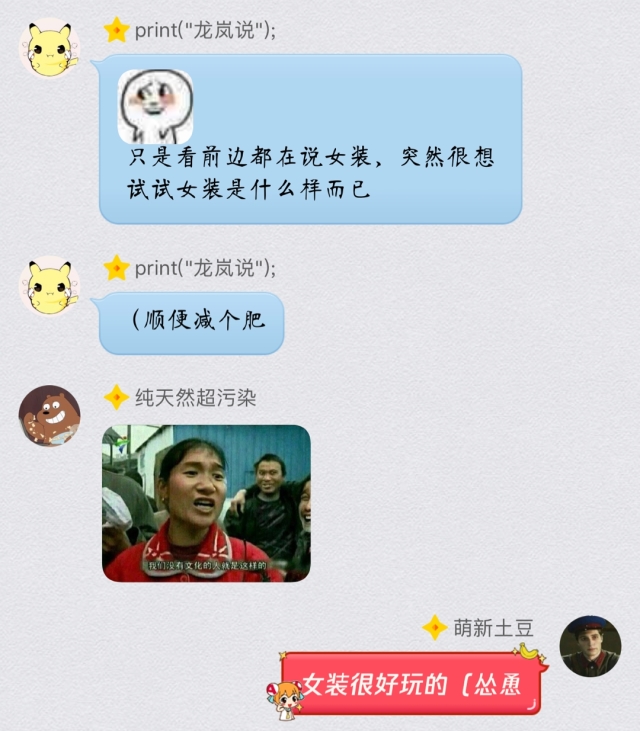 print("龙岚说");
只是看前边都在说女装，突然很想
试试女装是什么样而已
print("龙岚说");
（顺便减个肥
纯天然超污染
我们没有文化的人就是这样的
萌新土豆
女装很好玩的［怂恿